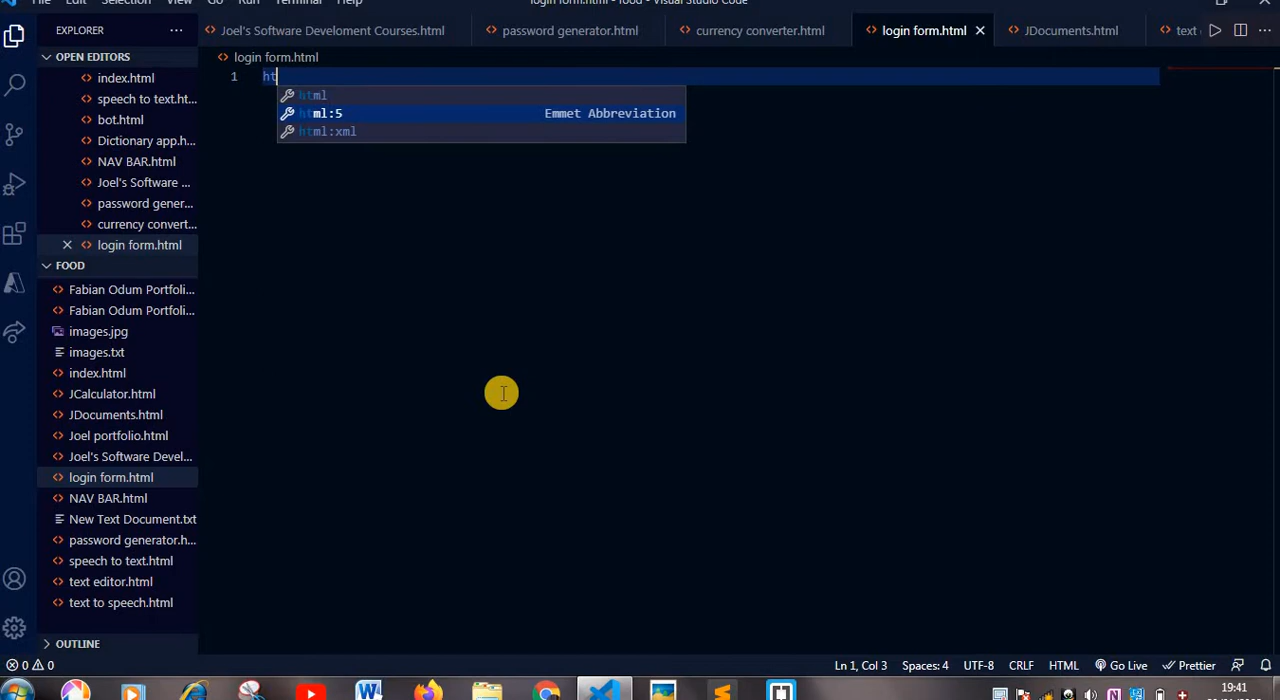 File Edit Selection View Go Run Terminal Help login form.html - food - Visual Studio Code
EXPLORER ···
Joel's Software Develoment Courses.html password generator.html currency converter.html login form.html JDocuments.html text
OPEN EDITORS
index.html
speech to text.ht...
bot.html
Dictionary app.h...
NAV BAR.html
Joel's Software ...
password gener...
currency convert...
login form.html
FOOD
Fabian Odum Portfoli...
Fabian Odum Portfoli...
images.jpg
images.txt
index.html
JCalculator.html
JDocuments.html
Joel portfolio.html
Joel's Software Devel...
login form.html
NAV BAR.html
New Text Document.txt
password generator.h...
speech to text.html
text editor.html
text to speech.html
OUTLINE
login form.html
1 ht
html
html:5 Emmet Abbreviation
html:xml
0 0 Ln 1, Col 3 Spaces: 4 UTF-8 CRLF HTML Go Live Prettier
19:41